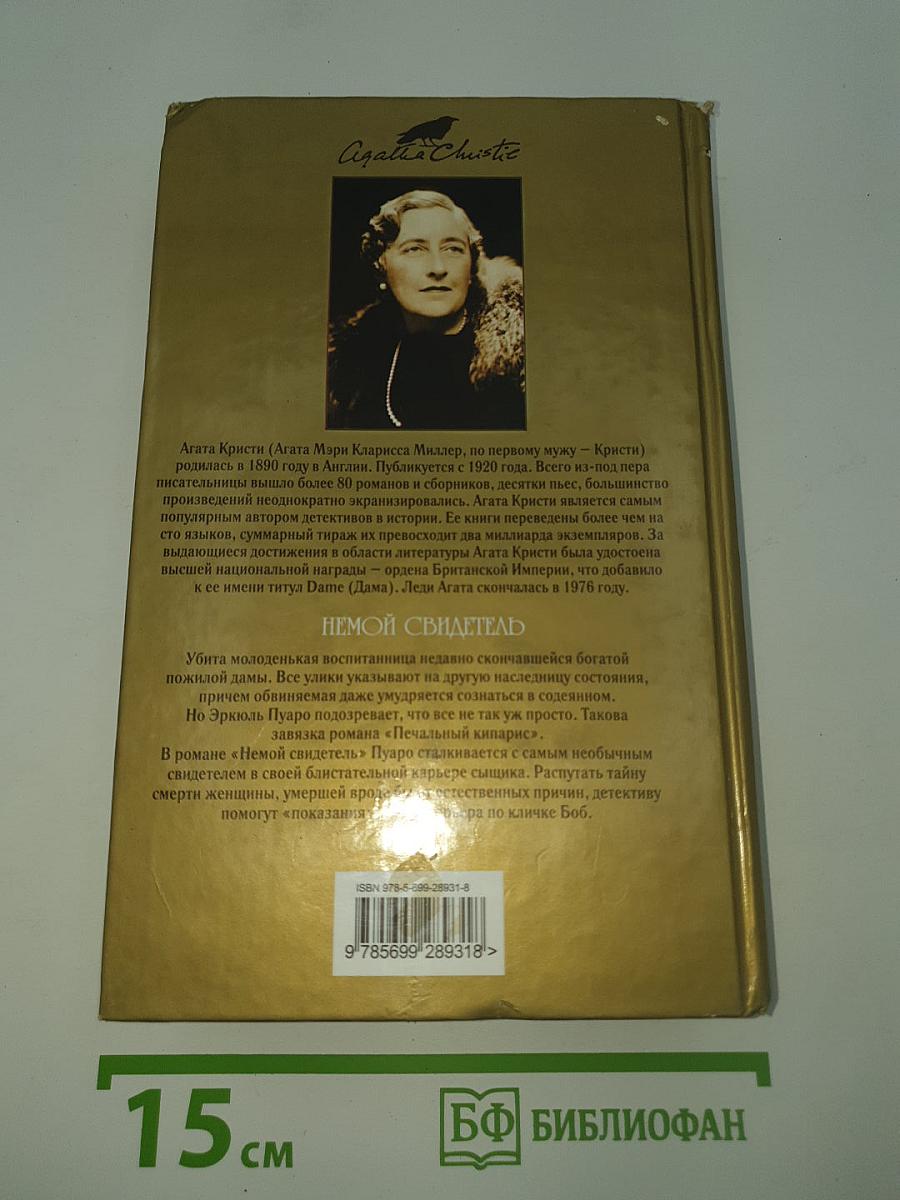 Agatha Christie
Агата Кристи (Агата Мэри Кларисса Миллер, по первому мужу – Кристи)
родилась в 1890 году в Англии. Публикуется с 1920 года. Всего из-под пера
писательницы вышло более 80 романов и сборников, десятки пьес, большинство
произведений неоднократно экранизировались. Агата Кристи является самым
популярным автором детективов в истории. Ее книги переведены более чем на
сто языков, суммарный тираж их превосходит два миллиарда экземпляров. За
выдающиеся достижения в области литературы Агата Кристи была удостоена
высшей национальной награды – ордена Британской Империи, что добавило
к ее имени титул Dame (Дама). Леди Агата скончалась в 1976 году.
НЕМОЙ СВИДЕТЕЛЬ
Убита молоденькая воспитанница недавно скончавшейся богатой
пожилой дамы. Все улики указывают на другую наследницу состояния,
причем обвиняемая даже умудряется сознаться в содеянном.
Но Эркюль Пуаро подозревает, что все не так уж просто. Такова
завязка романа «Печальный кипарис».
В романе «Немой свидетель» Пуаро сталкивается с самым необычным
свидетелем в своей блистательной карьере сыщика. Распутать тайну
смерти женщины, умершей вроде бы от естественных причин, детективу
помогут «показания» по кличке Боб.
ISBN 978-5-699-28931-8
9 785699 289318 >
15 см
БФ БИБЛИОФАН